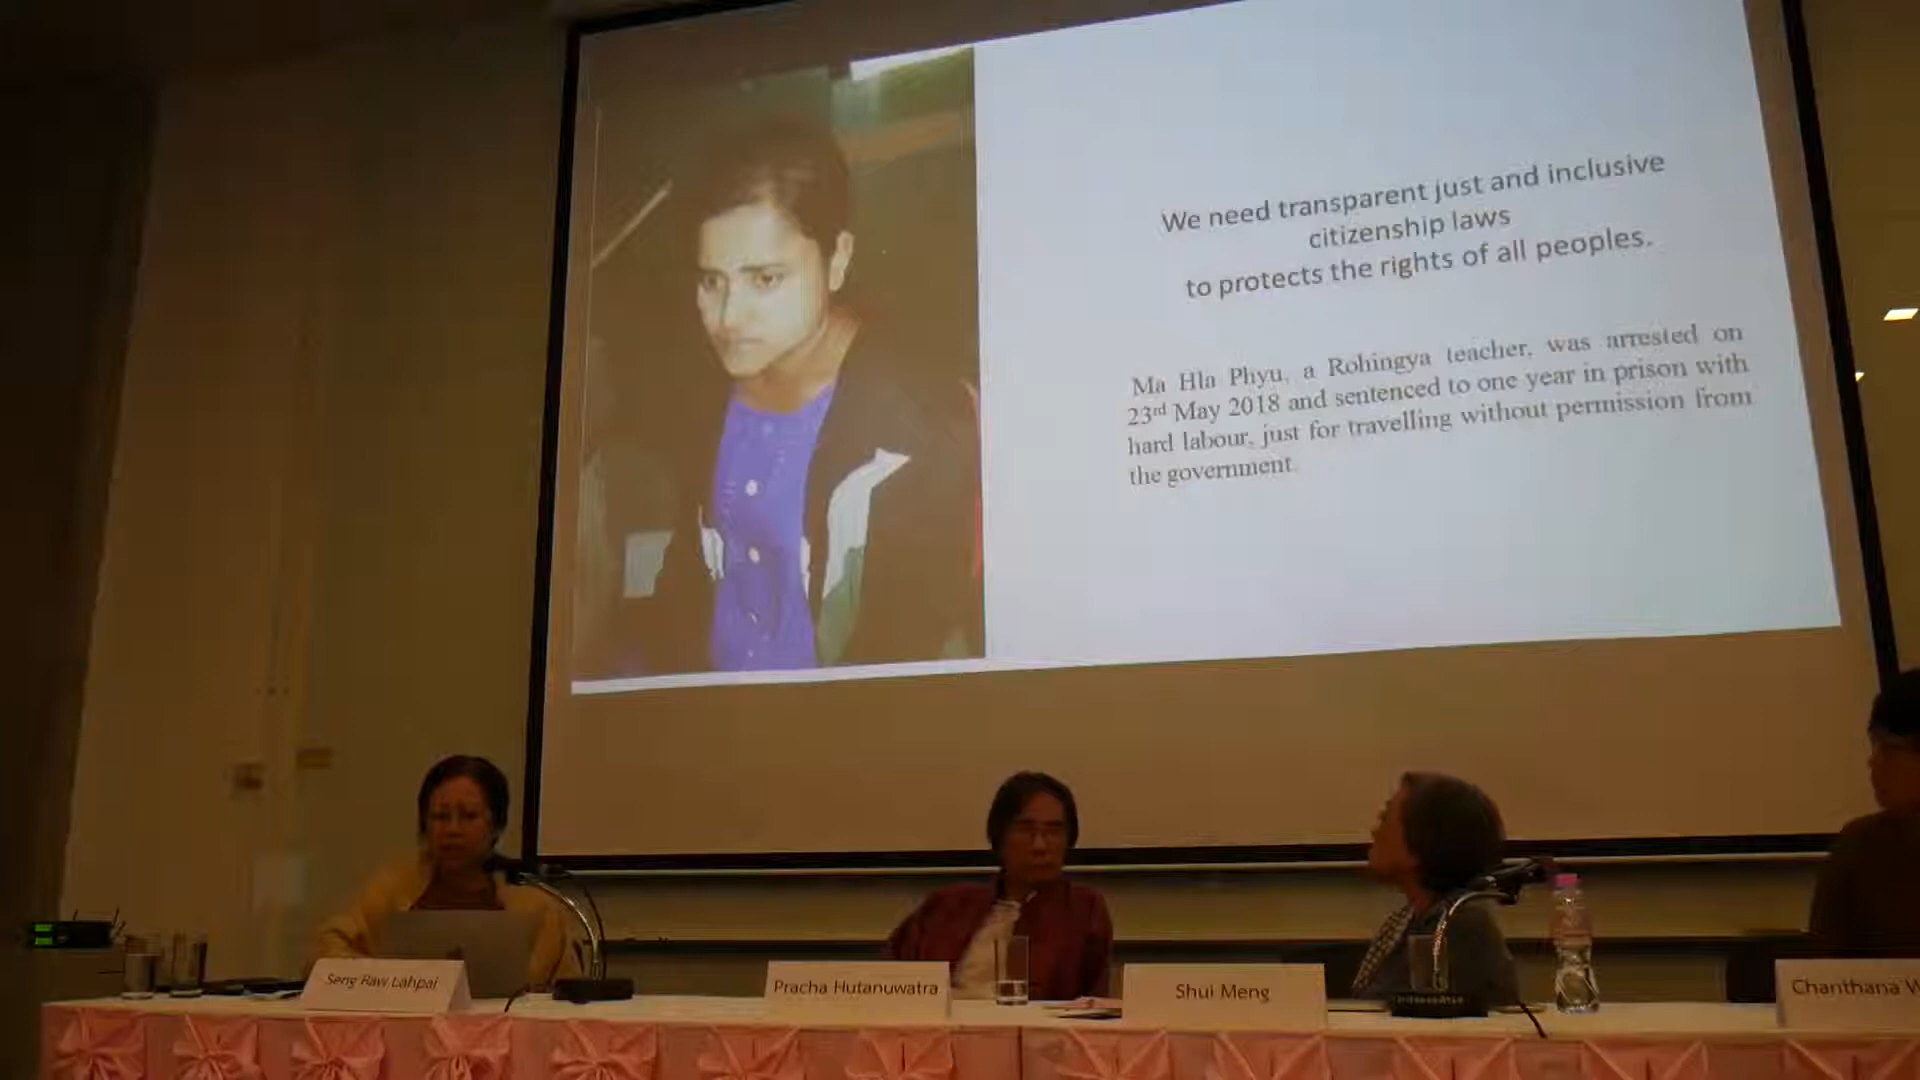 We need transparent just and inclusive
citizenship laws
to protects the rights of all peoples.
Ma Hla Phyu, a Rohingya teacher, was arrested on
23rd May 2018 and sentenced to one year in prison with
hard labour, just for travelling without permission from
the government.
Seng Raw Lahpai
Pracha Hutanuwatra
Shui Meng
Chanthana W